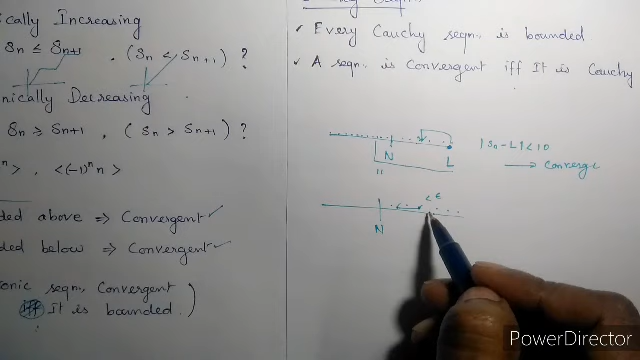 ically Increasing
Sn ≤ Sn+1 . (Sn < Sn+1) ?
nically Decreasing
Sn ≥ Sn+1 , (Sn > Sn+1) ?
n> , <(-1)^n n>
ded above ⇒ Convergent ✓
ded below ⇒ Convergent ✓
onic seqn. Convergent
It is bounded. )
✓ Every Cauchy seqn. is bounded.
✓ A seqn. is Convergent iff It is Cauchy
N L
|Sn - L| < 10
→ Converge
< ε
N
PowerDirector